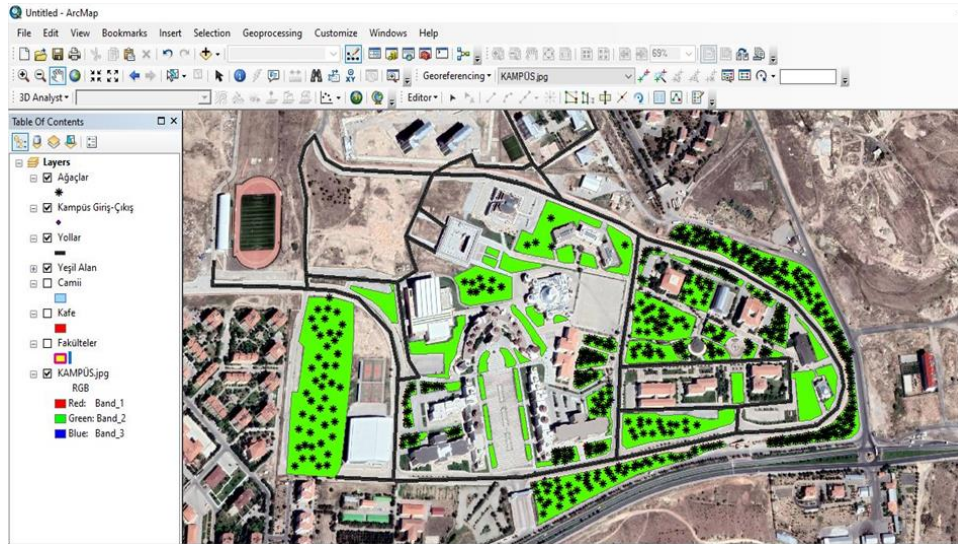 Untitled - ArcMap
File Edit View Bookmarks Insert Selection Geoprocessing Customize Windows Help
69%
Georeferencing KAMPÜS.jpg
3D Analyst Editor
Table Of Contents
Layers
Ağaçlar
Kampüs Giriş-Çıkış
Yollar
Yeşil Alan
Camii
Kafe
Fakülteler
KAMPÜS.jpg
RGB
Red: Band_1
Green: Band_2
Blue: Band_3